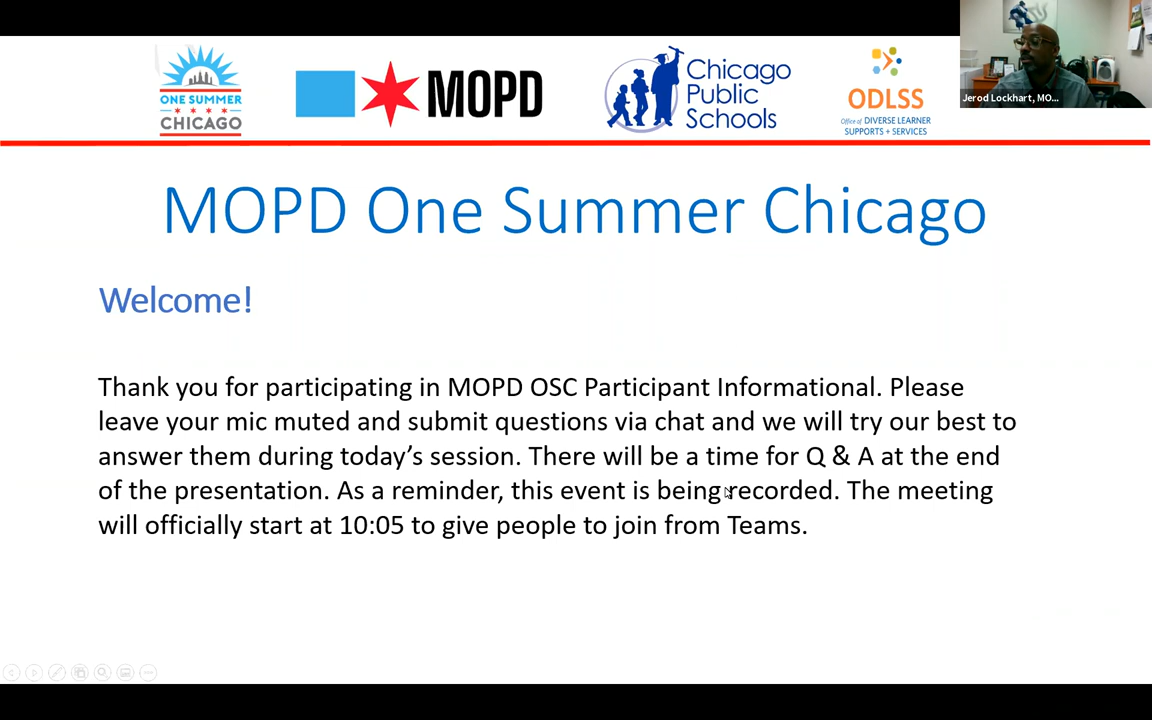 ONE SUMMER
CHICAGO
MOPD
Chicago
Public
Schools
ODLSS
Office of DIVERSE LEARNER
SUPPORTS + SERVICES
Jerod Lockhart, MO...
MOPD One Summer Chicago
Welcome!
Thank you for participating in MOPD OSC Participant Informational. Please
leave your mic muted and submit questions via chat and we will try our best to
answer them during today’s session. There will be a time for Q & A at the end
of the presentation. As a reminder, this event is being recorded. The meeting
will officially start at 10:05 to give people to join from Teams.